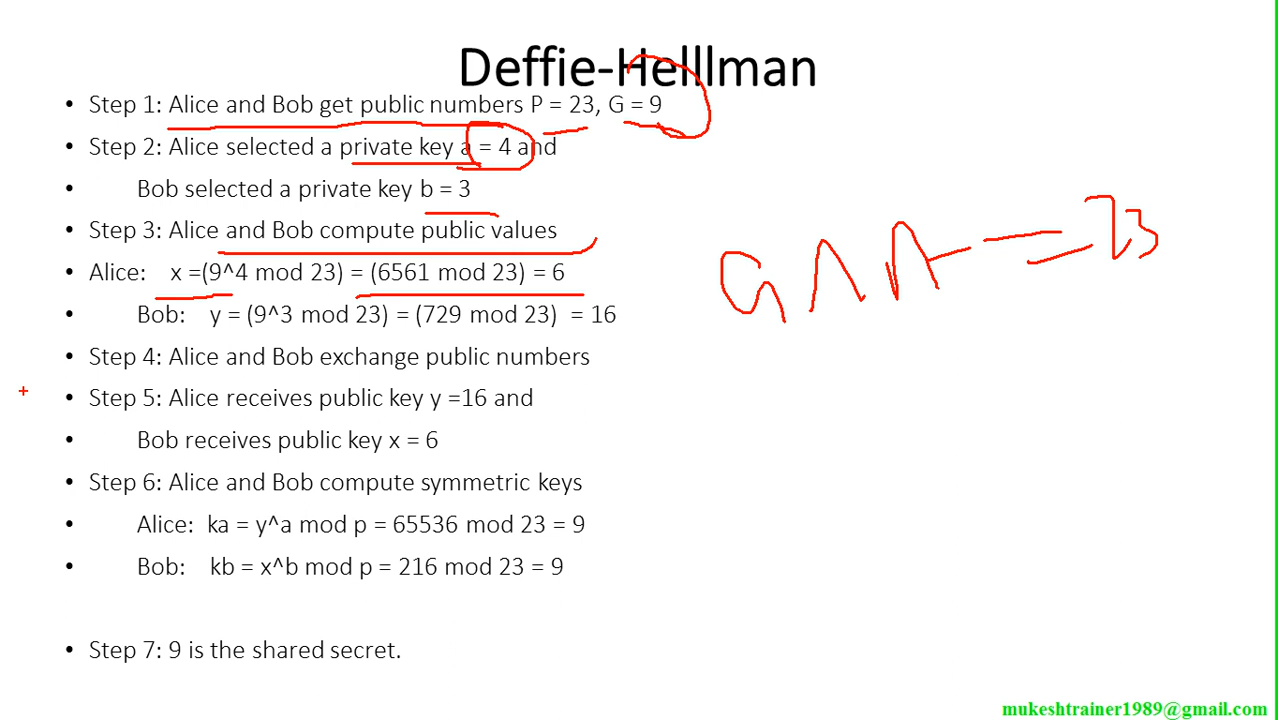 Deffie-Helllman
• Step 1: Alice and Bob get public numbers P = 23, G = 9
• Step 2: Alice selected a private key a = 4 and
• Bob selected a private key b = 3
• Step 3: Alice and Bob compute public values
• Alice: x =(9^4 mod 23) = (6561 mod 23) = 6
• Bob: y = (9^3 mod 23) = (729 mod 23) = 16
• Step 4: Alice and Bob exchange public numbers
• Step 5: Alice receives public key y =16 and
• Bob receives public key x = 6
• Step 6: Alice and Bob compute symmetric keys
• Alice: ka = y^a mod p = 65536 mod 23 = 9
• Bob: kb = x^b mod p = 216 mod 23 = 9
• Step 7: 9 is the shared secret.
G ^ A = 23
mukeshtrainer1989@gmail.com